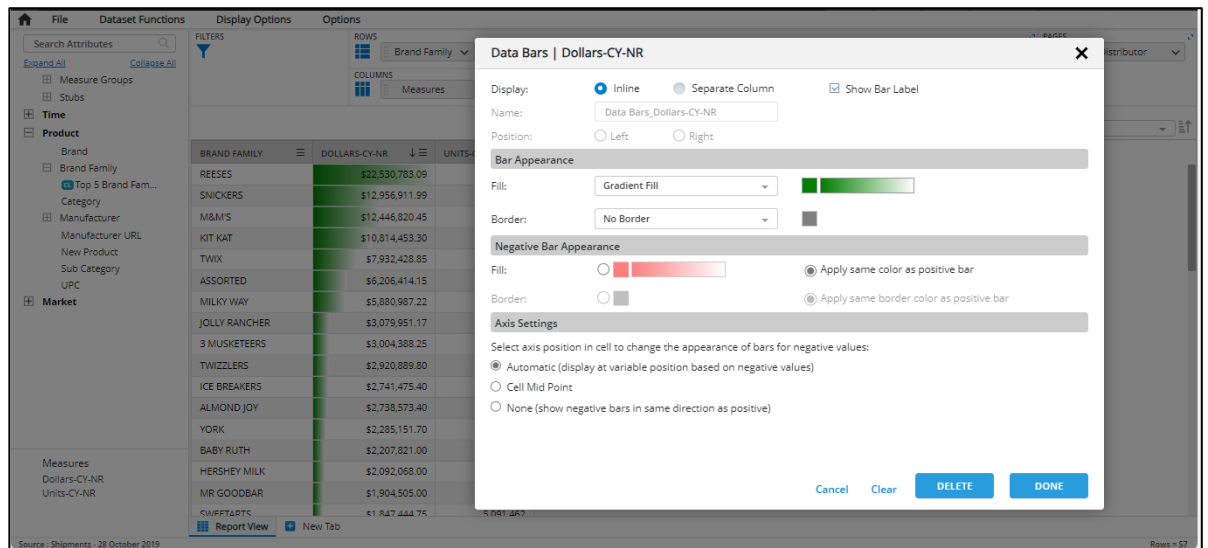 File Dataset Functions Display Options Options
Search Attributes
Expand All Collapse All
Measure Groups
Stubs
Time
Product
Brand
Brand Family
CL Top 5 Brand Fam...
Category
Manufacturer
Manufacturer URL
New Product
Sub Category
UPC
Market
Measures
Dollars-CY-NR
Units-CY-NR
FILTERS
ROWS
Brand Family
COLUMNS
Measures
PAGES
Distributor
BRAND FAMILY DOLLARS-CY-NR UNITS-C
REESES $22,530,783.09
SNICKERS $12,956,911.99
M&M'S $12,446,820.45
KIT KAT $10,814,453.30
TWIX $7,932,428.85
ASSORTED $6,206,414.15
MILKY WAY $5,880,987.22
JOLLY RANCHER $3,079,951.17
3 MUSKETEERS $3,004,388.25
TWIZZLERS $2,920,889.80
ICE BREAKERS $2,741,475.40
ALMOND JOY $2,738,573.40
YORK $2,285,151.70
BABY RUTH $2,207,821.00
HERSHEY MILK $2,092,068.00
MR GOODBAR $1,904,505.00
SWEETARTS $1,847,444.75 5,091,462
Report View New Tab
Source : Shipments - 28 October 2019
Rows = 57
Data Bars | Dollars-CY-NR
Display: Inline Separate Column Show Bar Label
Name: Data Bars_Dollars-CY-NR
Position: Left Right
Bar Appearance
Fill: Gradient Fill
Border: No Border
Negative Bar Appearance
Fill: Apply same color as positive bar
Border: Apply same border color as positive bar
Axis Settings
Select axis position in cell to change the appearance of bars for negative values:
Automatic (display at variable position based on negative values)
Cell Mid Point
None (show negative bars in same direction as positive)
Cancel Clear DELETE DONE